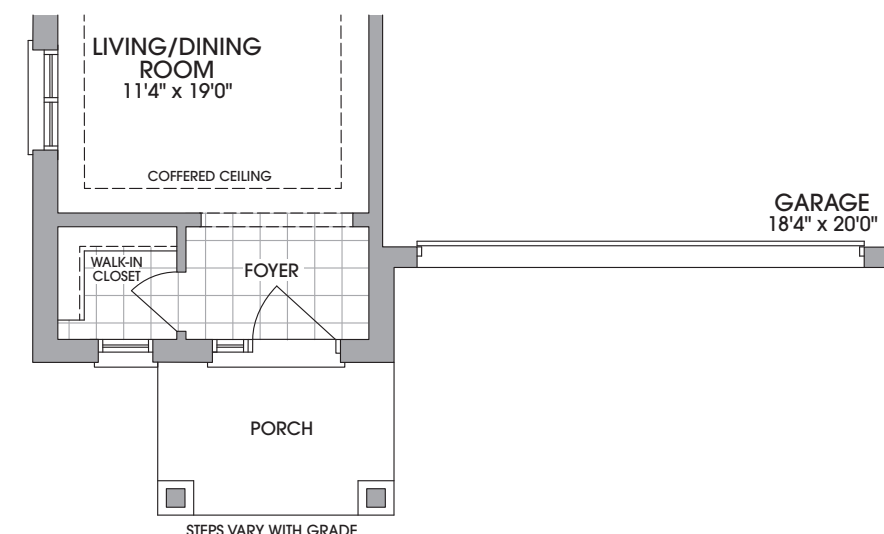 LIVING/DINING
ROOM
11'4" x 19'0"
COFFERED CEILING
GARAGE
18'4" x 20'0"
WALK-IN
CLOSET
FOYER
PORCH
STEPS VARY WITH GRADE